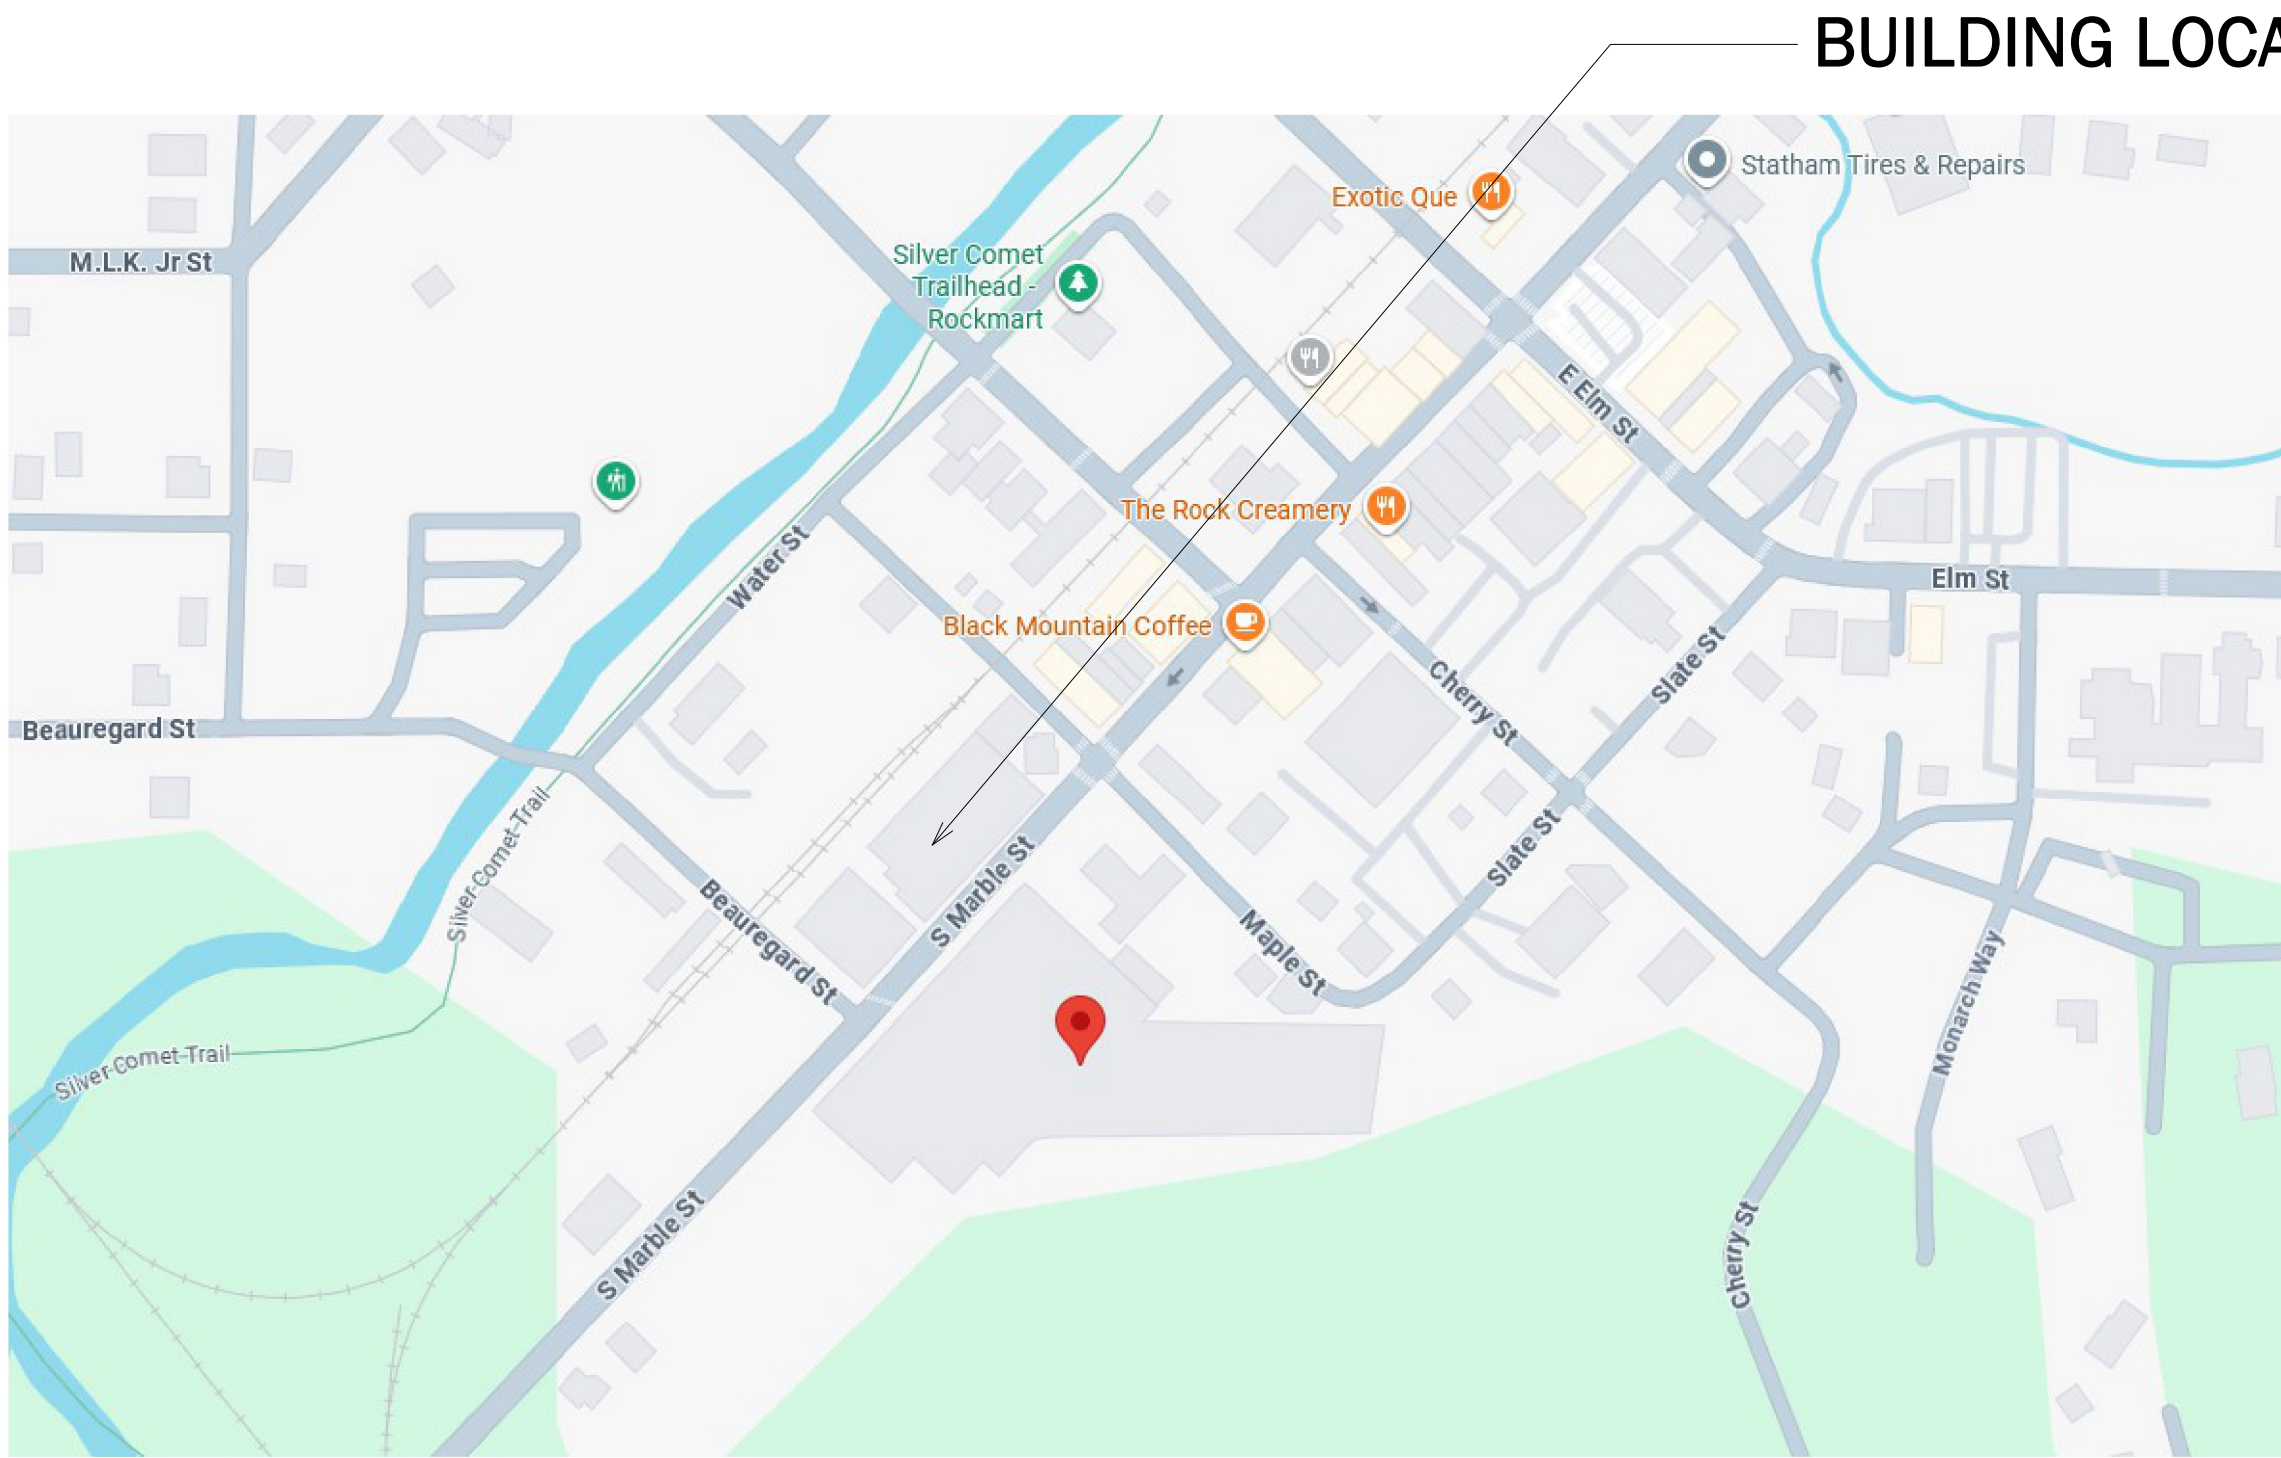 BUILDING LOCA
Statham Tires & Repairs
Exotic Que
Silver Comet
Trailhead -
Rockmart
M.L.K. Jr St
E Elm St
The Rock Creamery
Water St
Elm St
Black Mountain Coffee
Cherry St
Slate St
Beauregard St
Silver Comet Trail
S Marble St
Slate St
Beauregard St
Maple St
Monarch Way
Silver Comet Trail
S Marble St
Cherry St